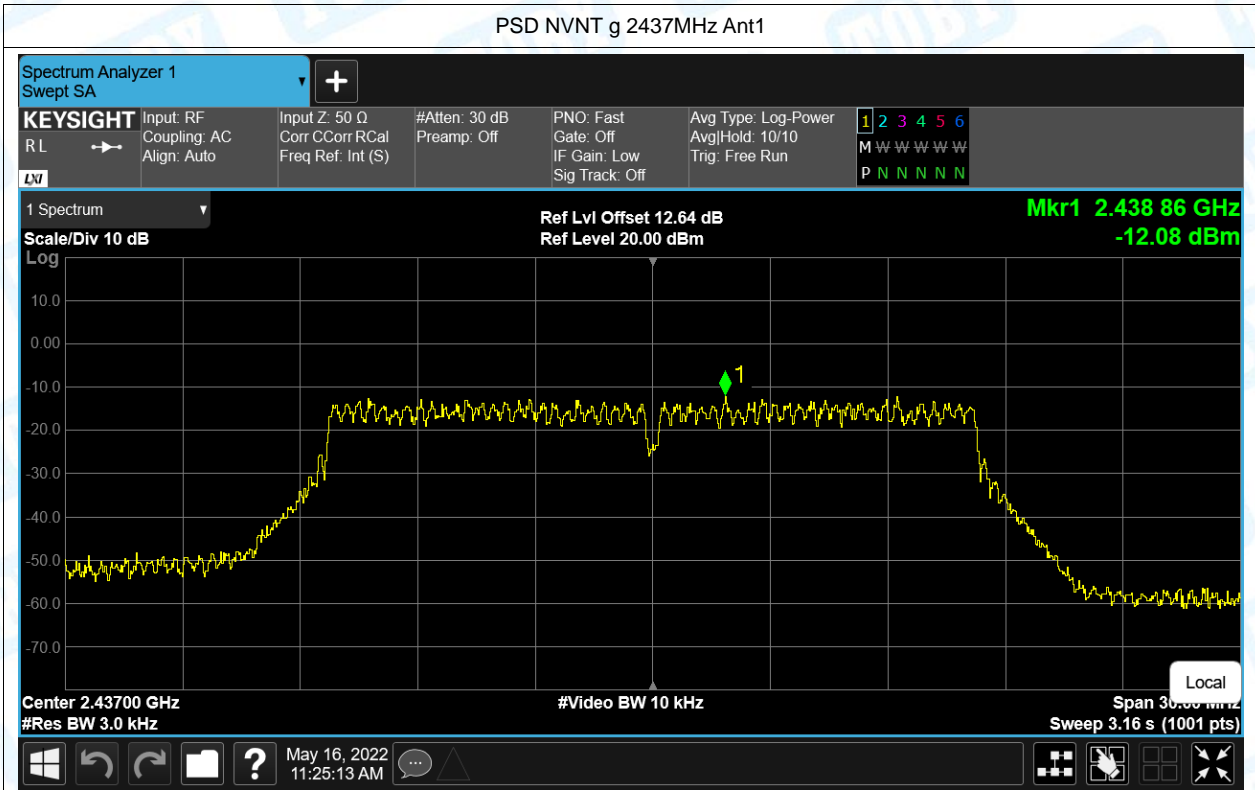 PSD NVNT g 2437MHz Ant1
Spectrum Analyzer 1
Swept SA
+
KEYSIGHT
R L
LXI
Input: RF
Coupling: AC
Align: Auto
Input Z: 50 Ω
Corr CCorr RCal
Freq Ref: Int (S)
#Atten: 30 dB
Preamp: Off
PNO: Fast
Gate: Off
IF Gain: Low
Sig Track: Off
Avg Type: Log-Power
Avg|Hold: 10/10
Trig: Free Run
1 2 3 4 5 6
M W W W W W
P N N N N N
1 Spectrum
Scale/Div 10 dB
Ref Lvl Offset 12.64 dB
Ref Level 20.00 dBm
Mkr1 2.438 86 GHz
-12.08 dBm
Log
10.0
0.00
-10.0
-20.0
-30.0
-40.0
-50.0
-60.0
-70.0
1
Local
Center 2.43700 GHz
#Video BW 10 kHz
Span 30.00 MHz
#Res BW 3.0 kHz
Sweep 3.16 s (1001 pts)
?
May 16, 2022
11:25:13 AM